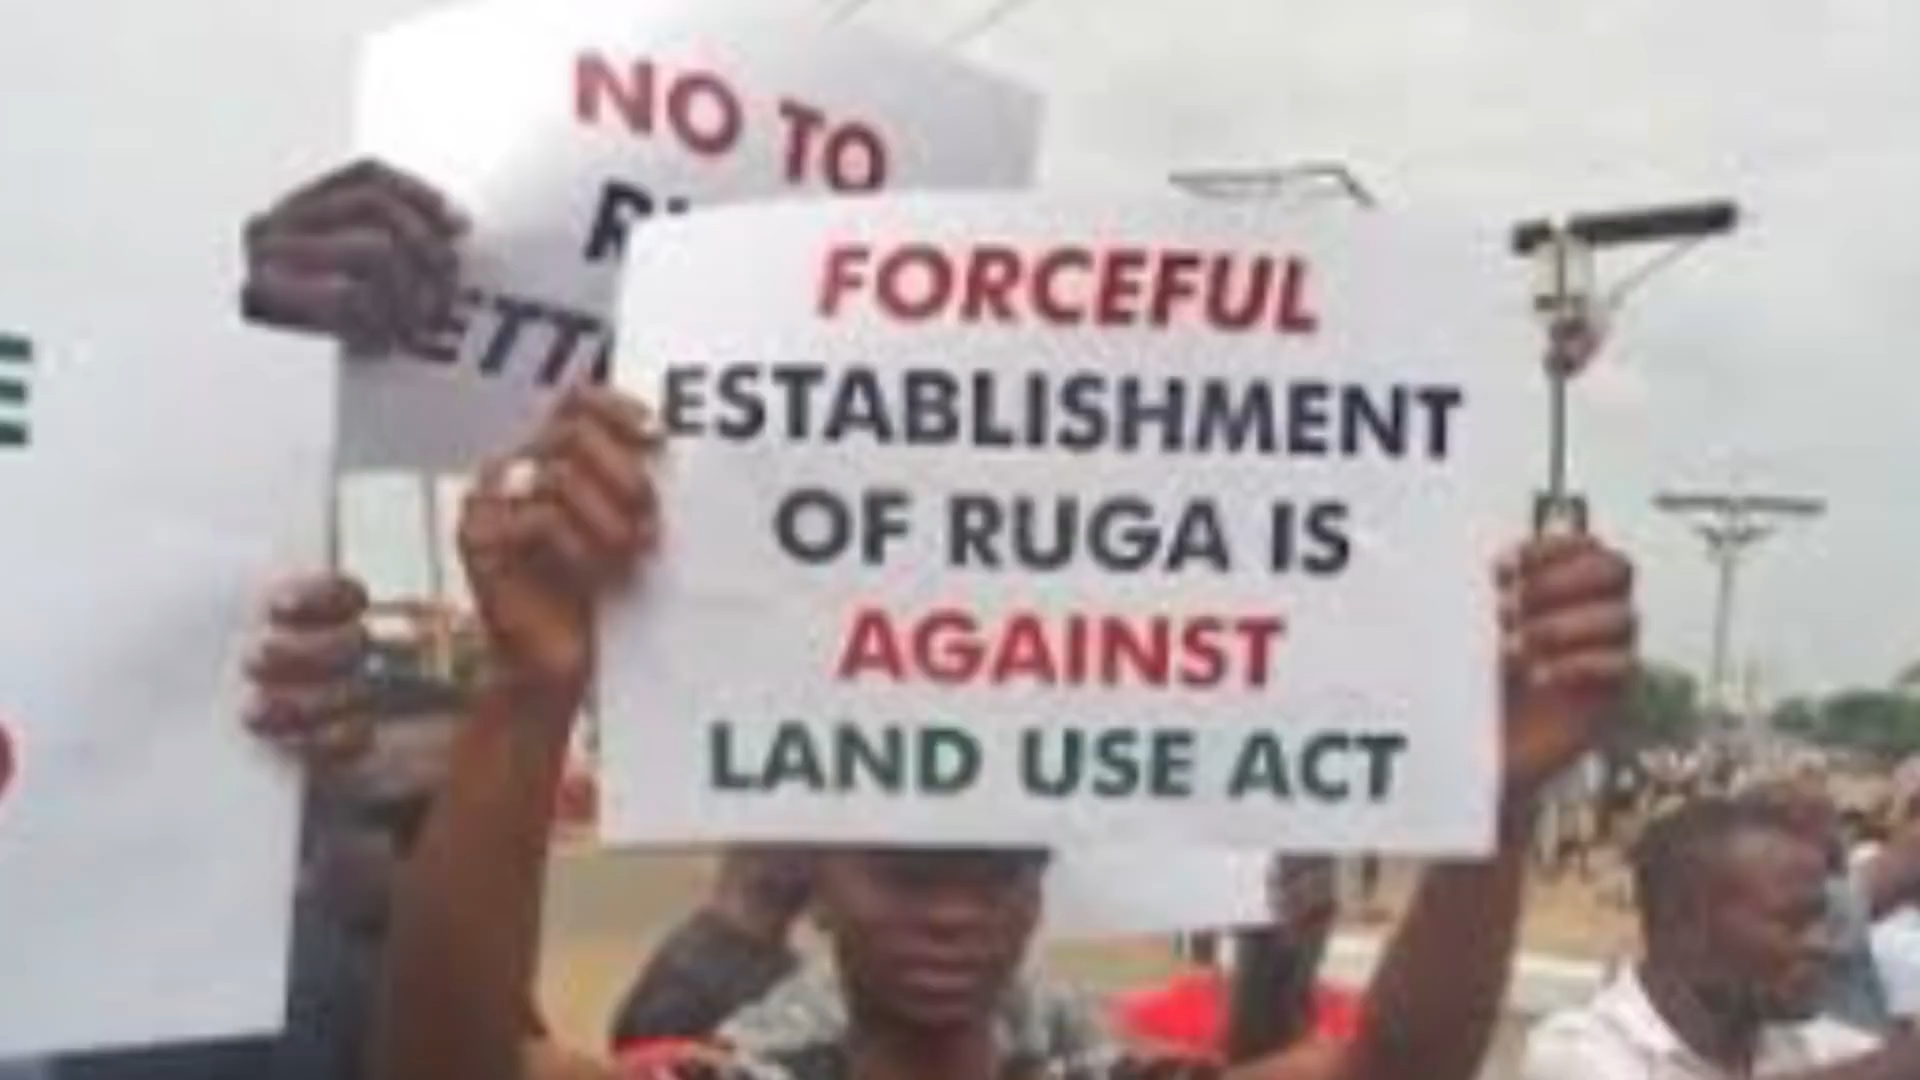 NO TO
FORCEFUL
ESTABLISHMENT
OF RUGA IS
AGAINST
LAND USE ACT